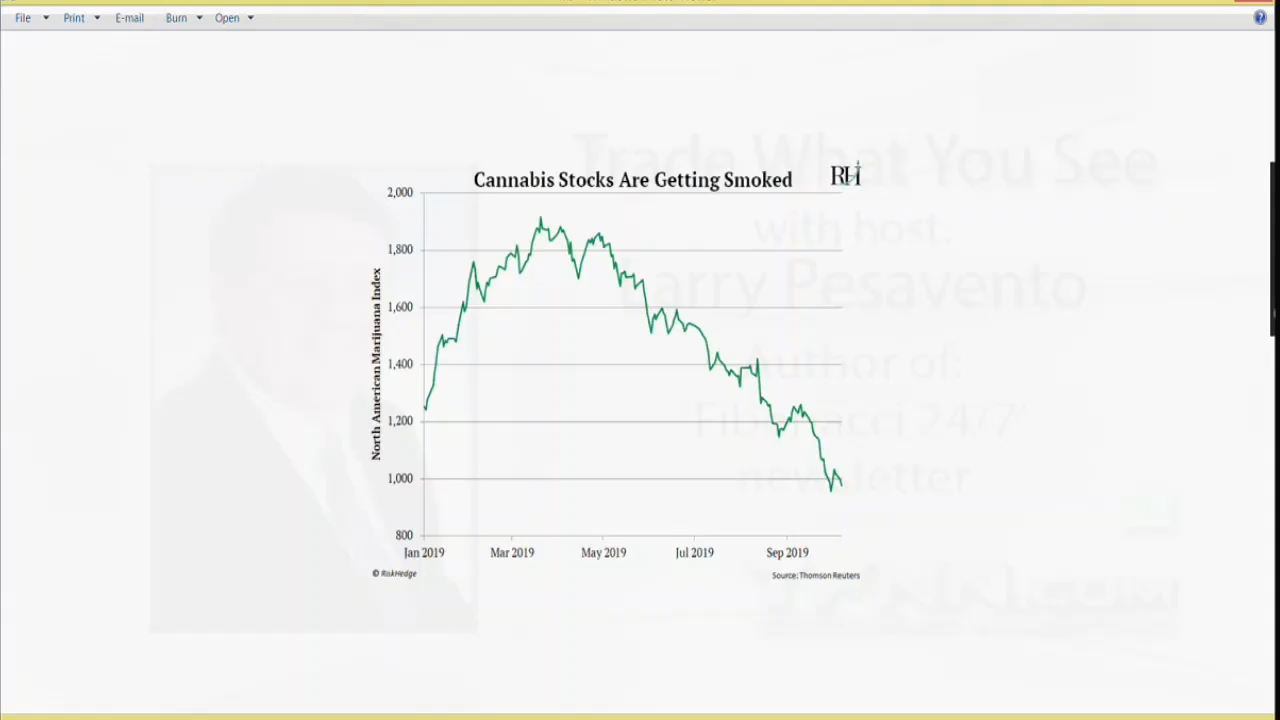 File Print E-mail Burn Open
Trade What You See
with host.
Larry Pesavento
Author of:
Fibonacci 24/7
newsletter
Cannabis Stocks Are Getting Smoked
RH
North American Marijuana Index
2,000
1,800
1,600
1,400
1,200
1,000
800
Jan 2019 Mar 2019 May 2019 Jul 2019 Sep 2019
© RiskHedge
Source: Thomson Reuters